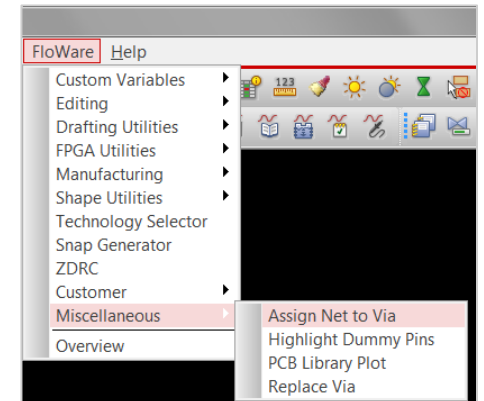 FloWare Help
Custom Variables
Editing
Drafting Utilities
FPGA Utilities
Manufacturing
Shape Utilities
Technology Selector
Snap Generator
ZDRC
Customer
Miscellaneous
Overview
Assign Net to Via
Highlight Dummy Pins
PCB Library Plot
Replace Via
123